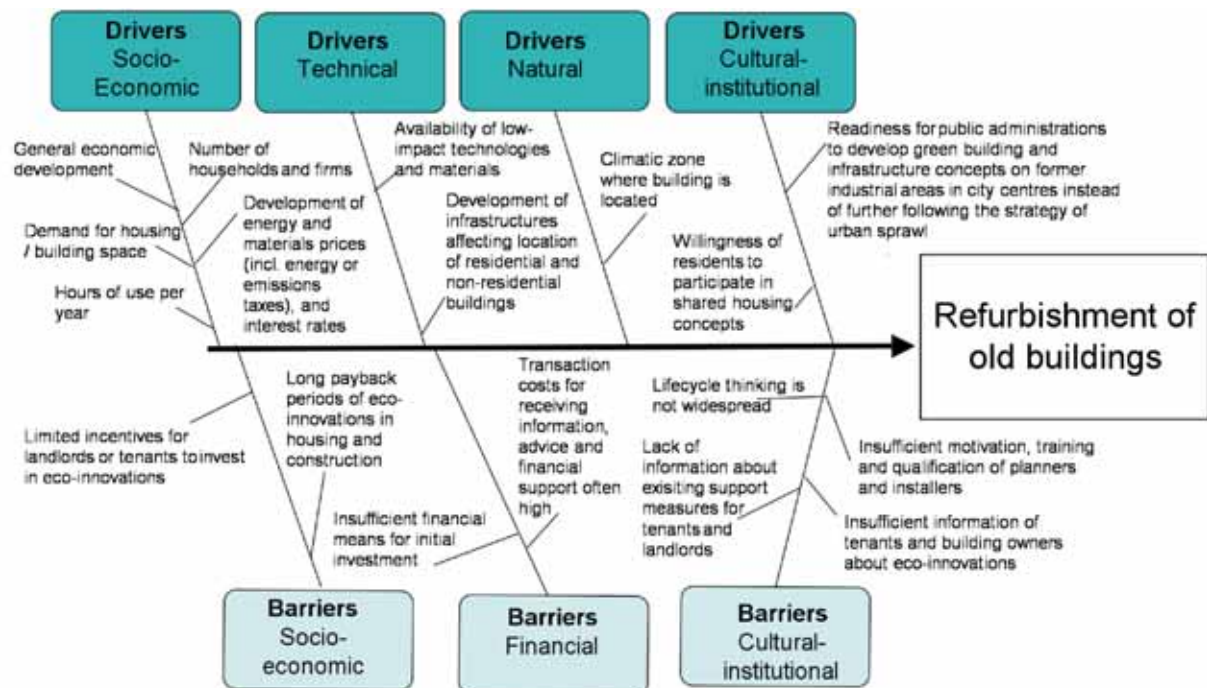 Drivers
Socio-
Economic
Drivers
Technical
Drivers
Natural
Drivers
Cultural-
institutional
General economic
development
Number of
households and firms
Demand for housing
/ building space
Development of
energy and
materials prices
(incl. energy or
emissions
taxes), and
interest rates
Hours of use per
year
Availability of low-
impact technologies
and materials
Development of
infrastructures
affecting location
of residential and
non-residential
buildings
Climatic zone
where building is
located
Willingness of
residents to
participate in
shared housing
concepts
Readiness for public administrations
to develop green building and
infrastructure concepts on former
industrial areas in city centres instead
of further following the strategy of
urban sprawl
Refurbishment of
old buildings
Limited incentives for
landlords or tenants to invest
in eco-innovations
Long payback
periods of eco-
innovations in
housing and
construction
Insufficient financial
means for initial
investment
Transaction
costs for
receiving
information,
advice and
financial
support often
high
Lifecycle thinking is
not widespread
Lack of
information about
exisiting support
measures for
tenants and
landlords
Insufficient motivation, training
and qualification of planners
and installers
Insufficient information of
tenants and building owners
about eco-innovations
Barriers
Socio-
economic
Barriers
Financial
Barriers
Cultural-
institutional